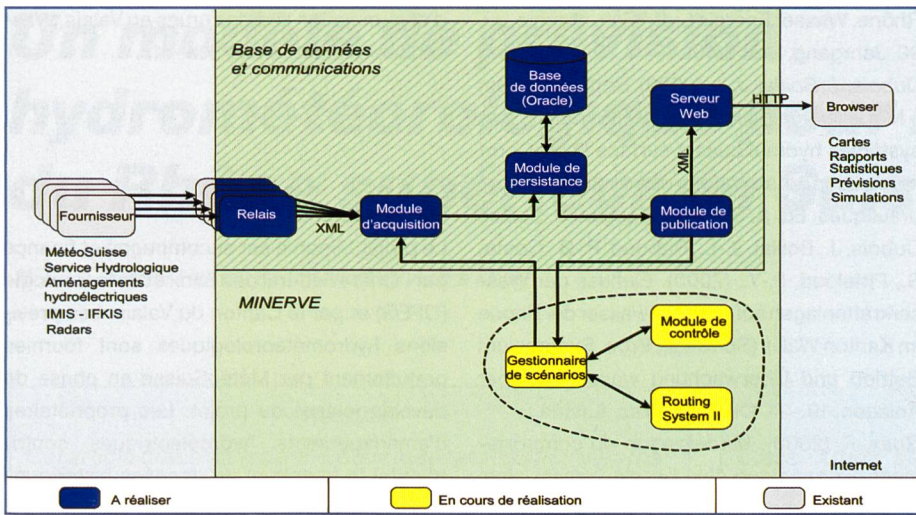 Base de données
et communications
Base
de données
(Oracle)
Serveur
Web
HTTP
Browser
Cartes
Rapports
Statistiques
Prévisions
Simulations
XML
Module de
persistance
Fournisseur
Relais
XML
Module
d'acquisition
Module de
publication
MétéoSuisse
Service Hydrologique
Aménagements
hydroélectriques
IMIS - IFKIS
Radars
MINERVE
Module de
contrôle
Gestionnaire
de scénarios
Routing
System II
Internet
A réaliser
En cours de réalisation
Existant